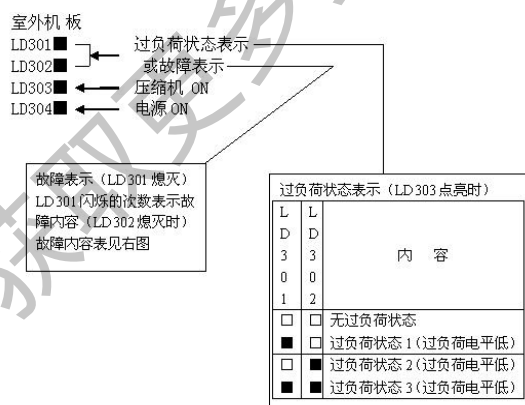 室外机 板
LD301■ 过负荷状态表示
LD302■ 或故障表示
LD303■ 压缩机 ON
LD304■ 电源 ON
故障表示（LD301 熄灭）
LD301闪烁的次数表示故
障内容（LD302熄灭时）
故障内容表见右图
过负荷状态表示（LD303点亮时）
LD301 LD302 内 容
□ □ 无过负荷状态
■ □ 过负荷状态 1（过负荷电平低）
□ ■ 过负荷状态 2（过负荷电平低）
■ ■ 过负荷状态 3（过负荷电平低）
获取更多